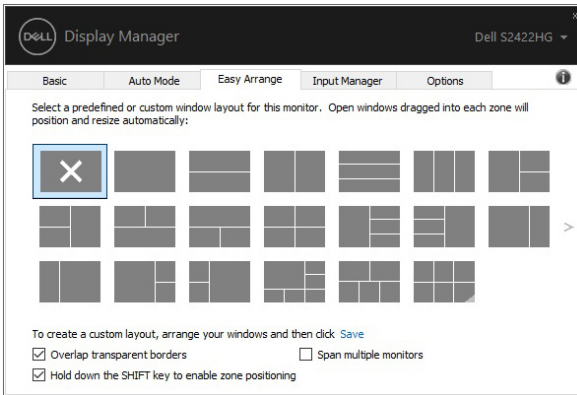 DELL Display Manager
Dell S2422HG
Basic
Auto Mode
Easy Arrange
Input Manager
Options
Select a predefined or custom window layout for this monitor. Open windows dragged into each zone will
position and resize automatically:
To create a custom layout, arrange your windows and then click Save
Overlap transparent borders
Span multiple monitors
Hold down the SHIFT key to enable zone positioning